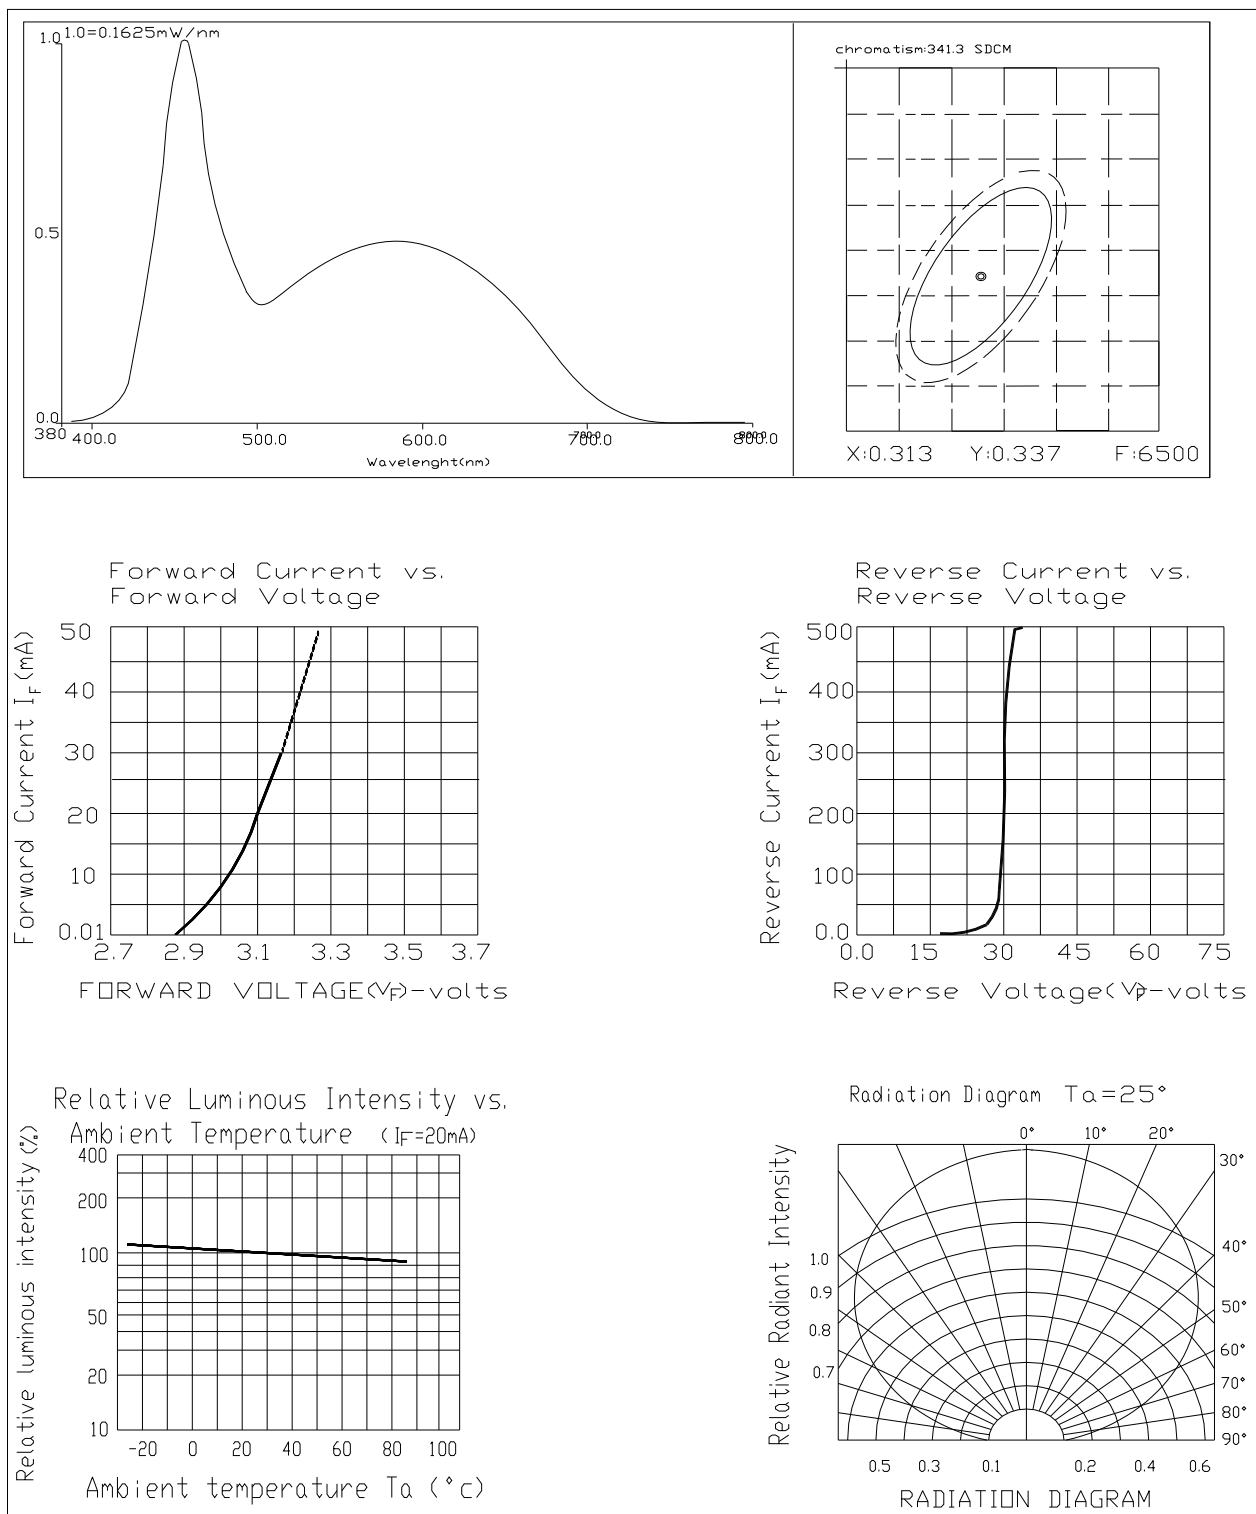 1.0=0.1625mW/nm
1.0
0.5
0.0
380 400.0 500.0 600.0 700.0 800.0
Wavelenght(nm)
chromatism:341.3 SDCM
X:0.313 Y:0.337 F:6500
Forward Current vs.
Forward Voltage
Forward Current IF(mA)
50
40
30
20
10
0.01
2.7 2.9 3.1 3.3 3.5 3.7
FORWARD VOLTAGE(VF)-volts
Reverse Current vs.
Reverse Voltage
Reverse Current IF(mA)
500
400
300
200
100
0.0
0.0 15 30 45 60 75
Reverse Voltage(VF)-volts
Relative Luminous Intensity vs.
Ambient Temperature (IF=20mA)
Relative luminous intensity(%)
400
200
100
50
20
10
-20 0 20 40 60 80 100
Ambient temperature Ta (°c)
Radiation Diagram Ta=25°
Relative Radiant Intensity
0° 10° 20°
30°
40°
50°
60°
70°
80°
90°
1.0
0.9
0.8
0.7
0.5 0.3 0.1 0.2 0.4 0.6
RADIATION DIAGRAM